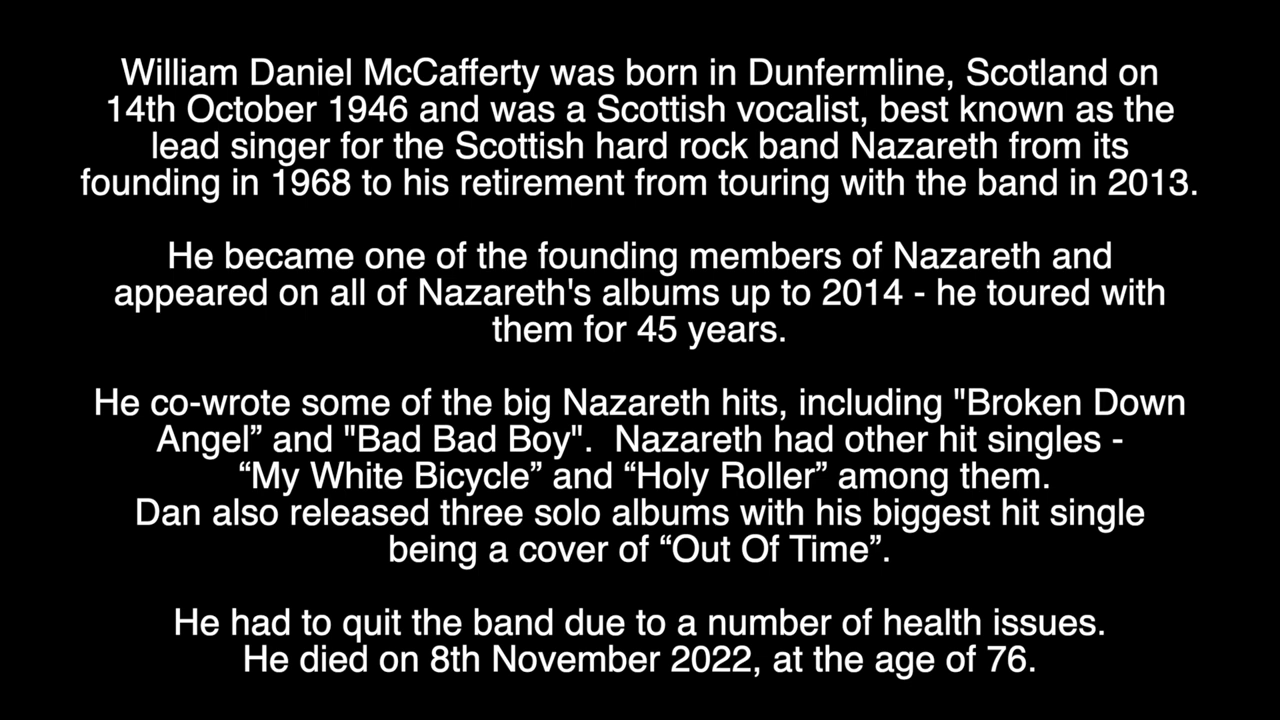 William Daniel McCafferty was born in Dunfermline, Scotland on
14th October 1946 and was a Scottish vocalist, best known as the
lead singer for the Scottish hard rock band Nazareth from its
founding in 1968 to his retirement from touring with the band in 2013.
He became one of the founding members of Nazareth and
appeared on all of Nazareth's albums up to 2014 - he toured with
them for 45 years.
He co-wrote some of the big Nazareth hits, including "Broken Down
Angel” and "Bad Bad Boy".  Nazareth had other hit singles -
“My White Bicycle” and “Holy Roller” among them.
Dan also released three solo albums with his biggest hit single
being a cover of “Out Of Time”.
He had to quit the band due to a number of health issues.
He died on 8th November 2022, at the age of 76.